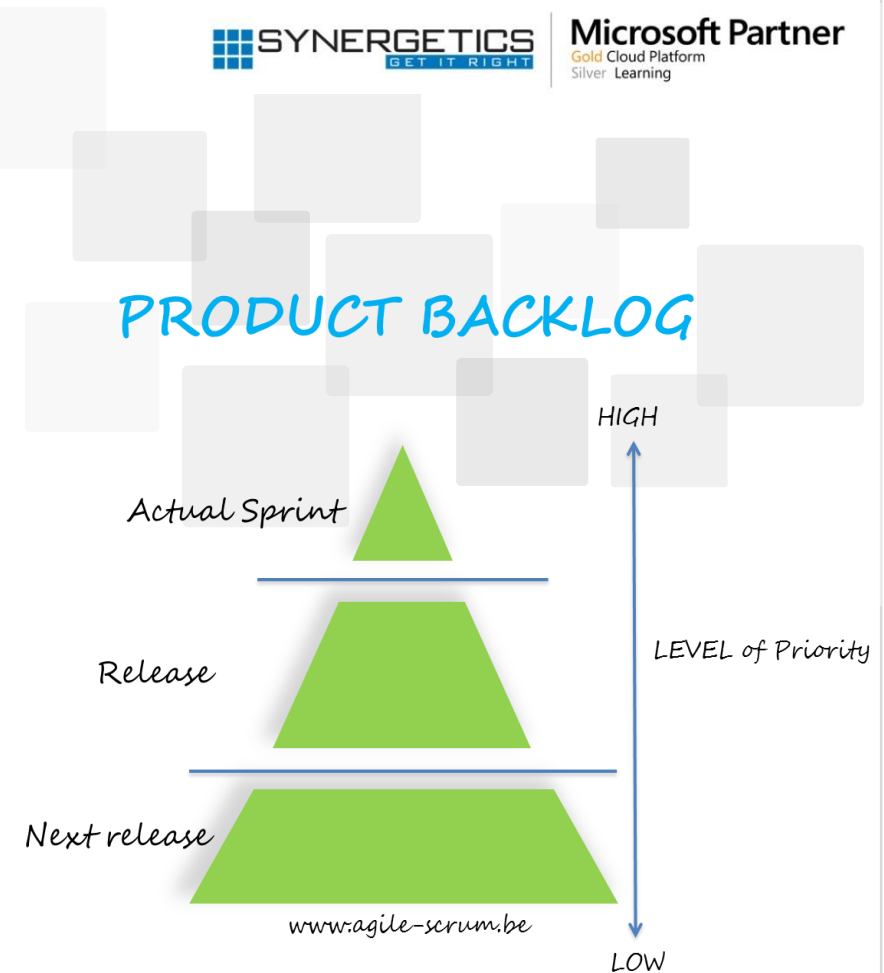 SYNERGETICS
GET IT RIGHT
Microsoft Partner
Gold Cloud Platform
Silver Learning
PRODUCT BACKLOG
HIGH
Actual Sprint
LEVEL of Priority
Release
Next release
www.agile-scrum.be
LOW